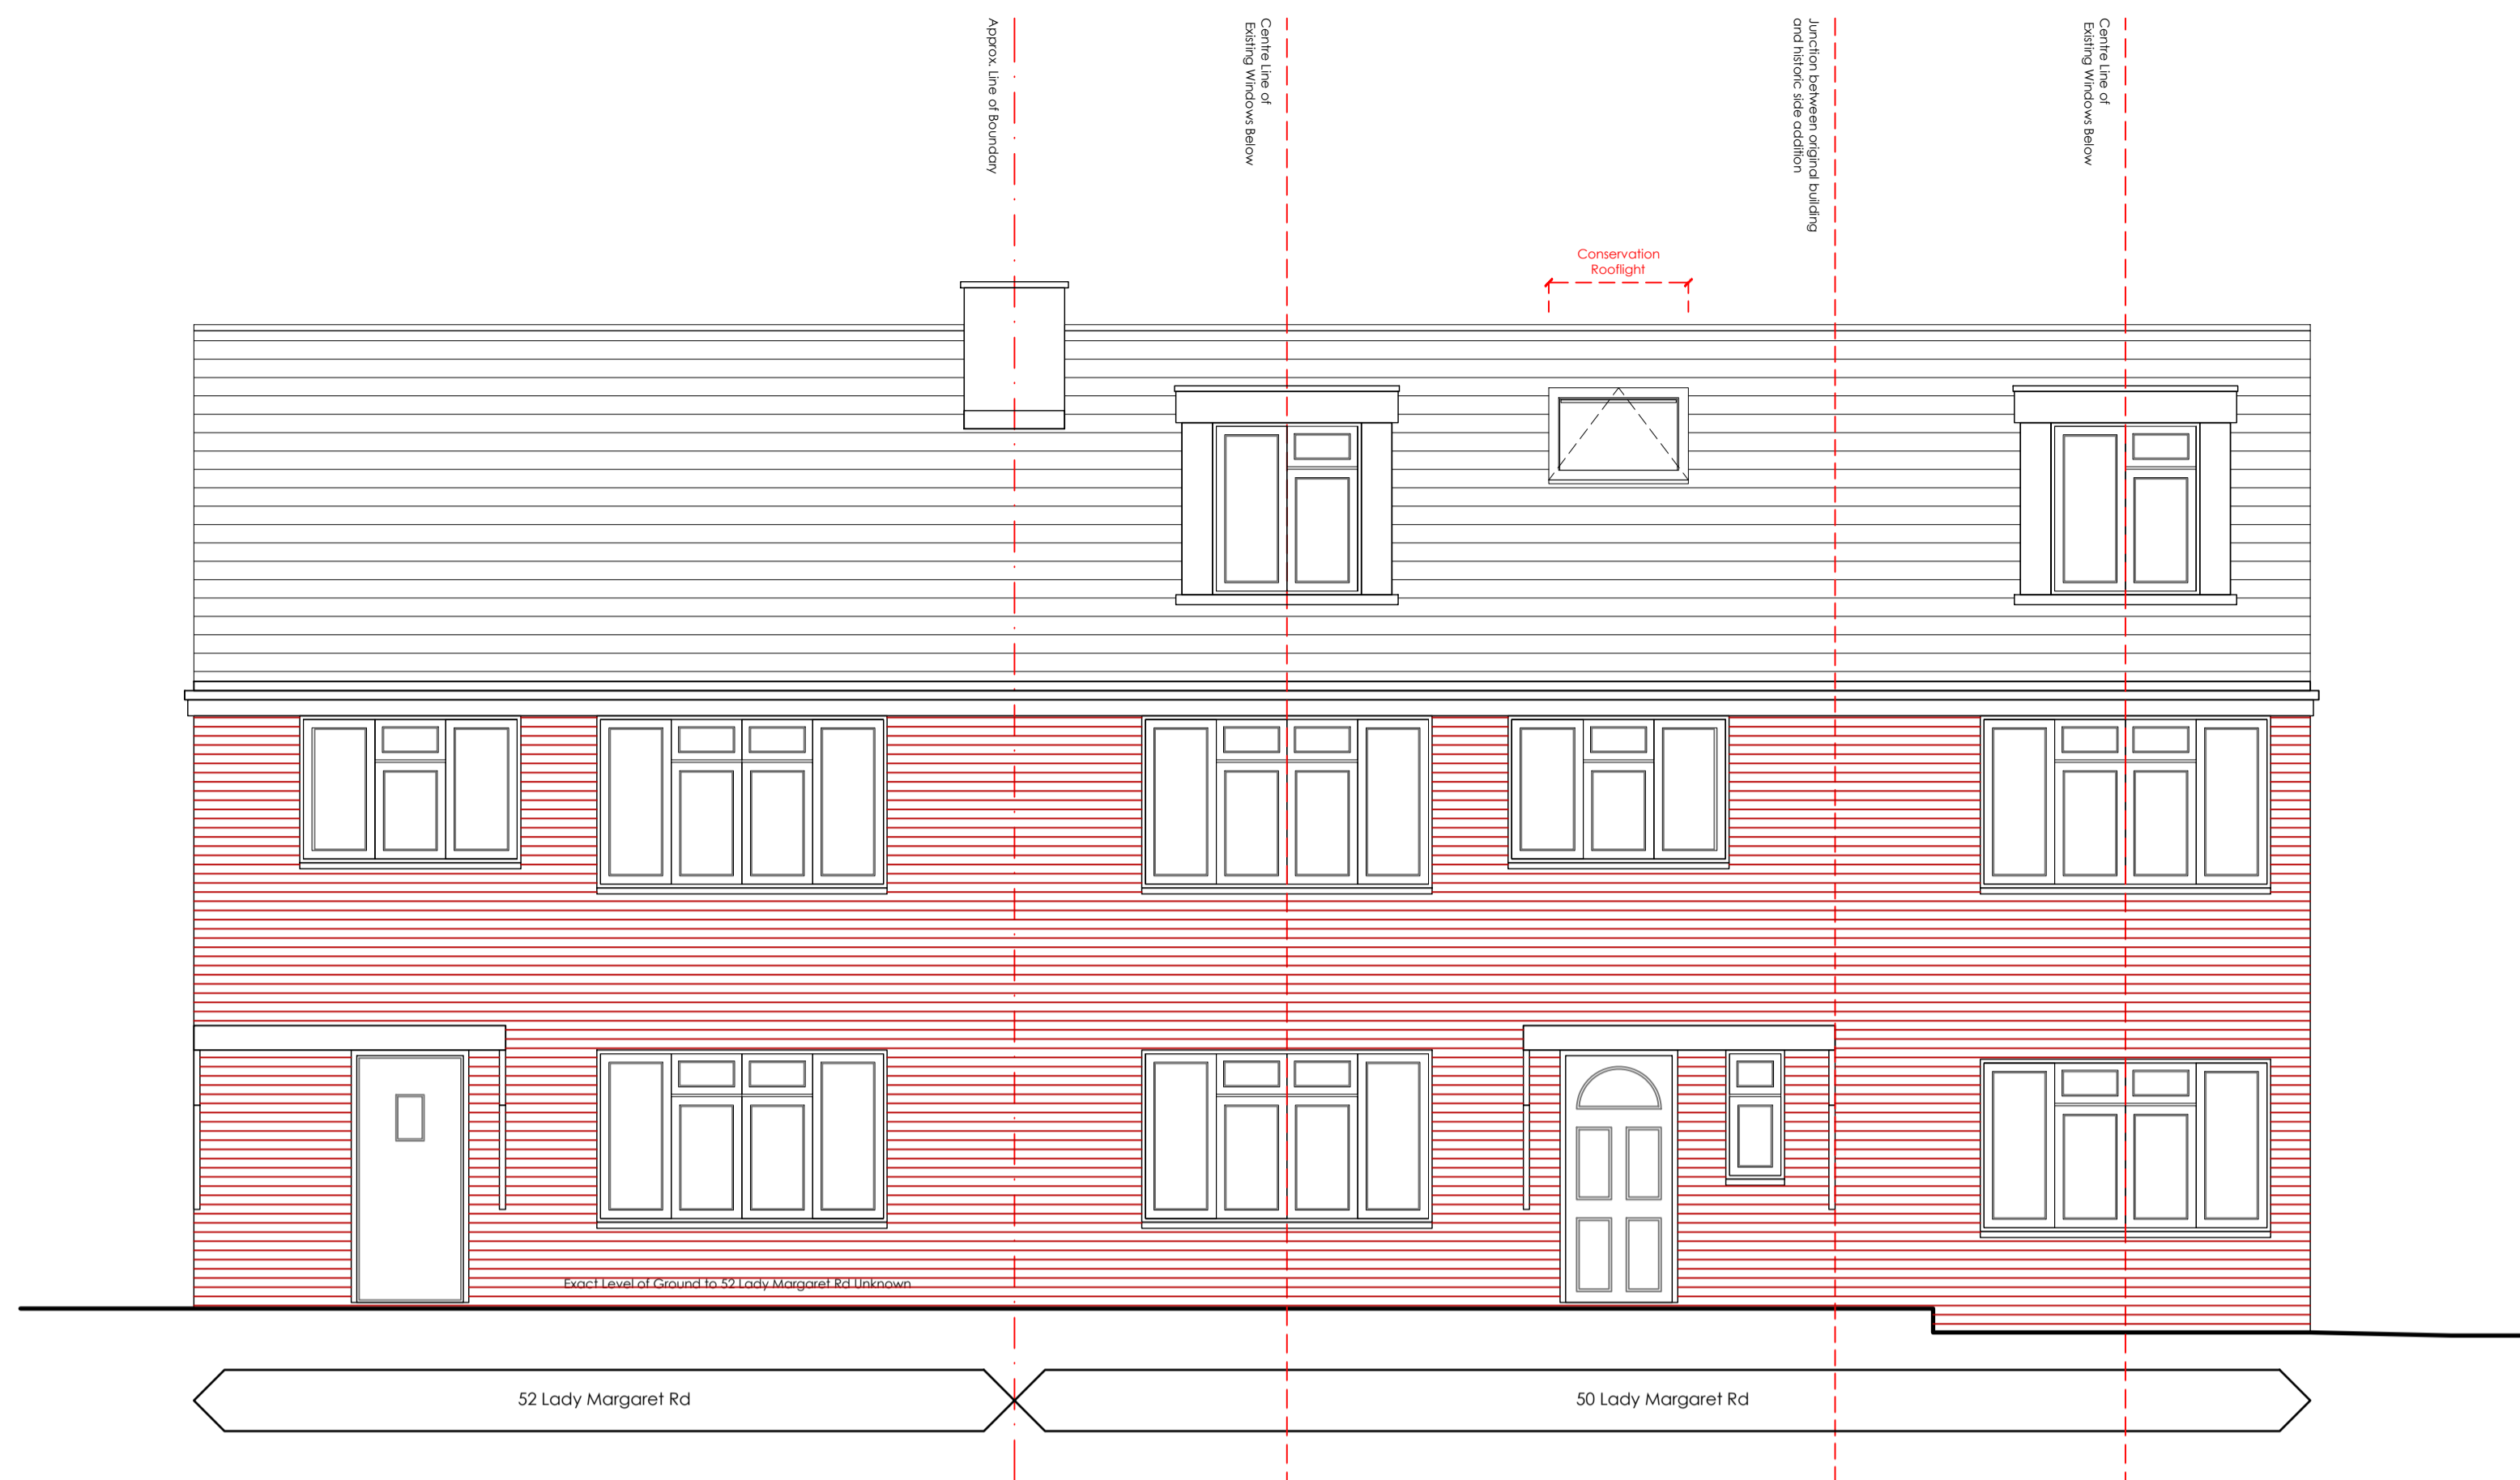 Approx. Line of Boundary
Centre Line of
Existing Windows Below
Junction between original building
and historic side addition
Centre Line of
Existing Windows Below
Conservation
Rooflight
Exact Level of Ground to 52 Lady Margaret Rd Unknown
52 Lady Margaret Rd
50 Lady Margaret Rd